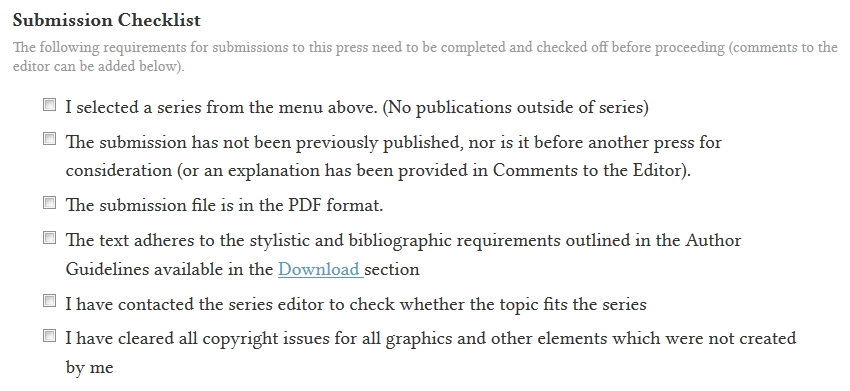 Submission Checklist
The following requirements for submissions to this press need to be completed and checked off before proceeding (comments to the
editor can be added below).
I selected a series from the menu above. (No publications outside of series)
The submission has not been previously published, nor is it before another press for
consideration (or an explanation has been provided in Comments to the Editor).
The submission file is in the PDF format.
The text adheres to the stylistic and bibliographic requirements outlined in the Author
Guidelines available in the Download section
I have contacted the series editor to check whether the topic fits the series
I have cleared all copyright issues for all graphics and other elements which were not created
by me